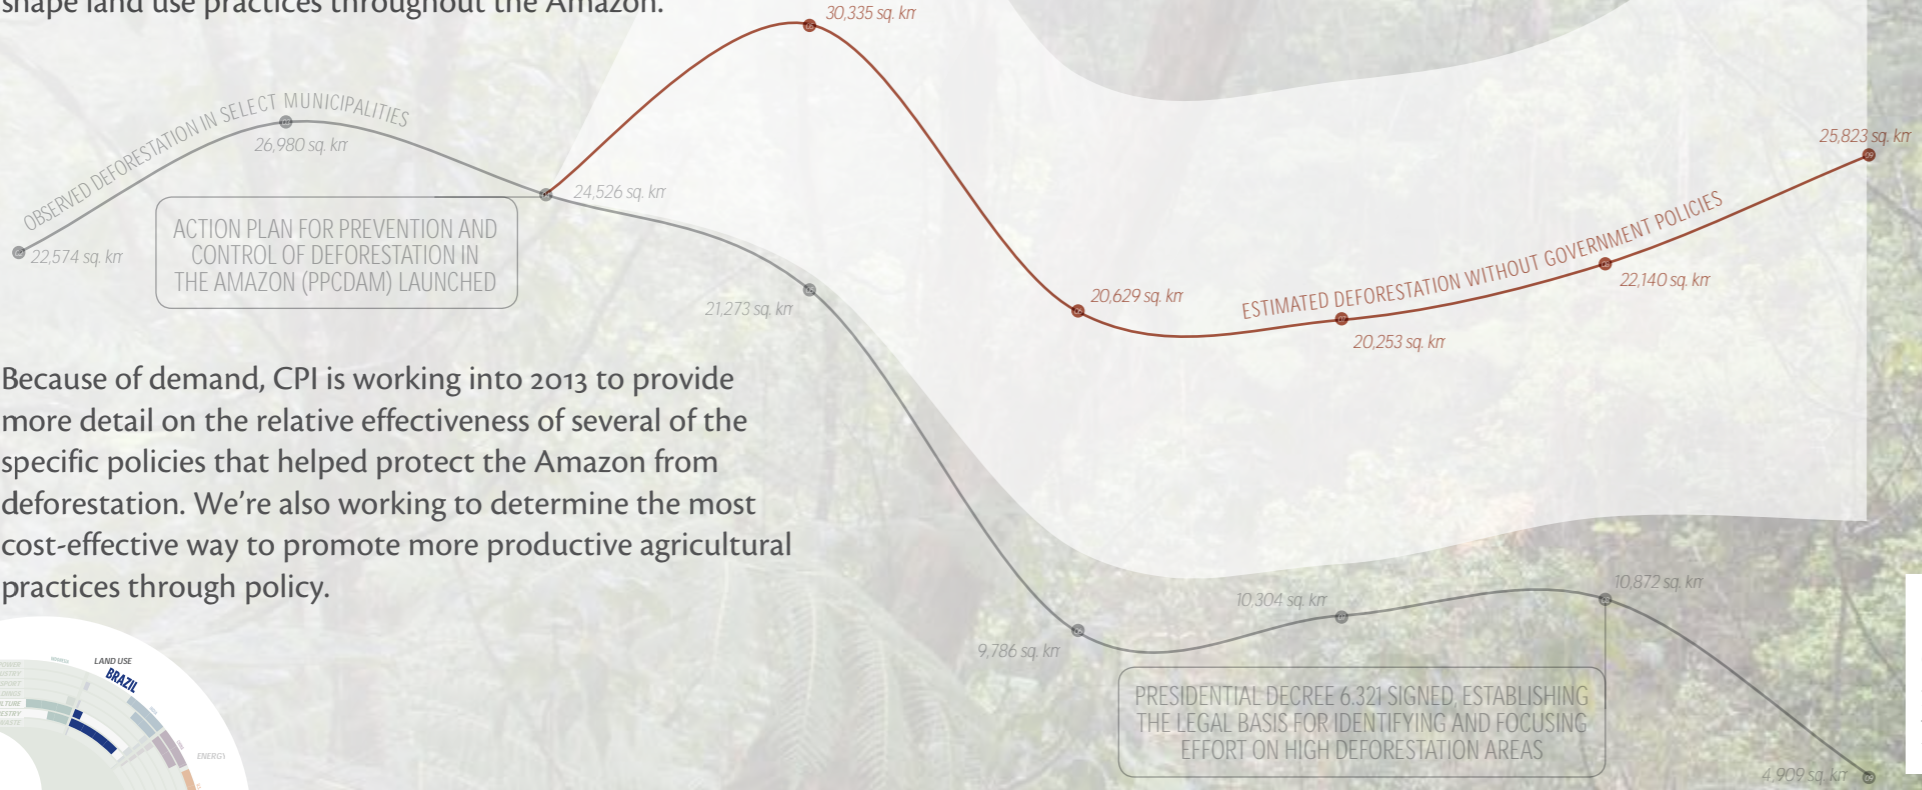 shape land use practices throughout the Amazon.
30,335 sq. km
OBSERVED DEFORESTATION IN SELECT MUNICIPALITIES
26,980 sq. km
25,823 sq. km
24,526 sq. km
22,574 sq. km
ACTION PLAN FOR PREVENTION AND
CONTROL OF DEFORESTATION IN
THE AMAZON (PPCDAM) LAUNCHED
21,273 sq. km
20,629 sq. km
ESTIMATED DEFORESTATION WITHOUT GOVERNMENT POLICIES
22,140 sq. km
20,253 sq. km
Because of demand, CPI is working into 2013 to provide
more detail on the relative effectiveness of several of the
specific policies that helped protect the Amazon from
deforestation. We're also working to determine the most
cost-effective way to promote more productive agricultural
practices through policy.
10,304 sq. km
10,872 sq. km
9,786 sq. km
PRESIDENTIAL DECREE 6.321 SIGNED, ESTABLISHING
THE LEGAL BASIS FOR IDENTIFYING AND FOCUSING
EFFORT ON HIGH DEFORESTATION AREAS
4,909 sq. km
LAND USE
BRAZIL
ENERGY